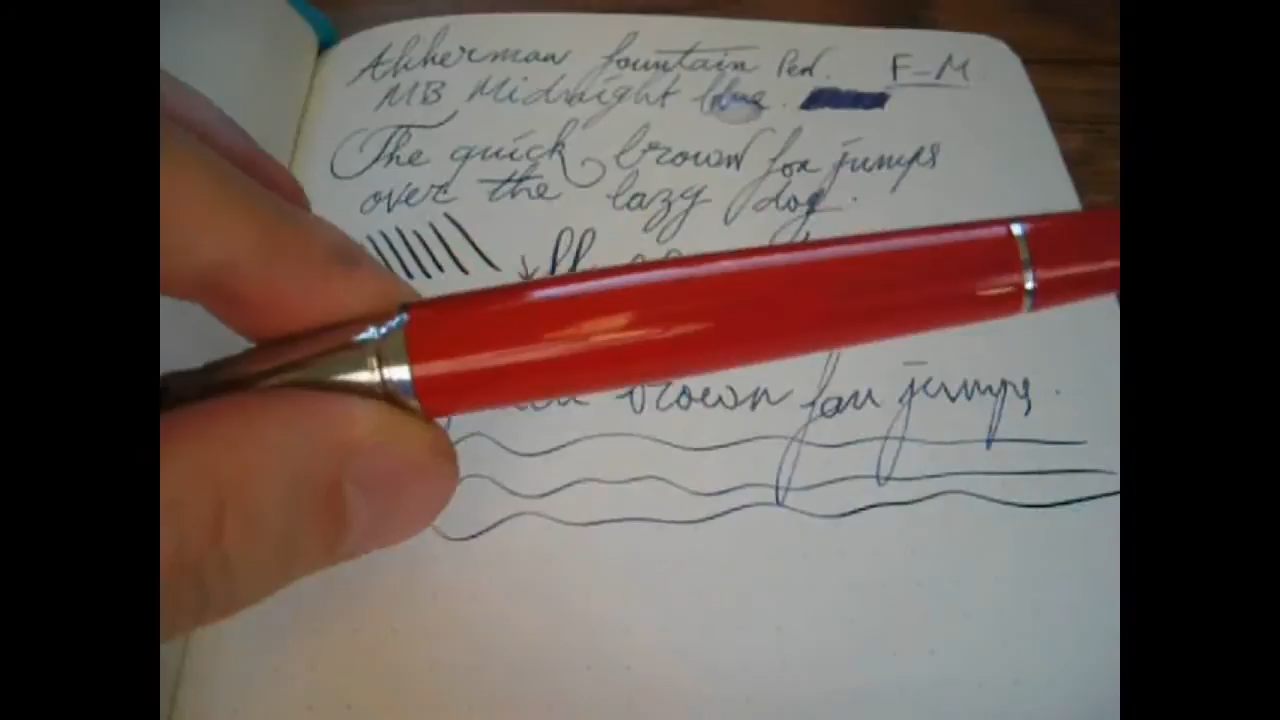 Akkerman fountain Pen. F-M
MB Midnight blue.
The quick brown fox jumps
over the lazy dog.
brown fox jumps.